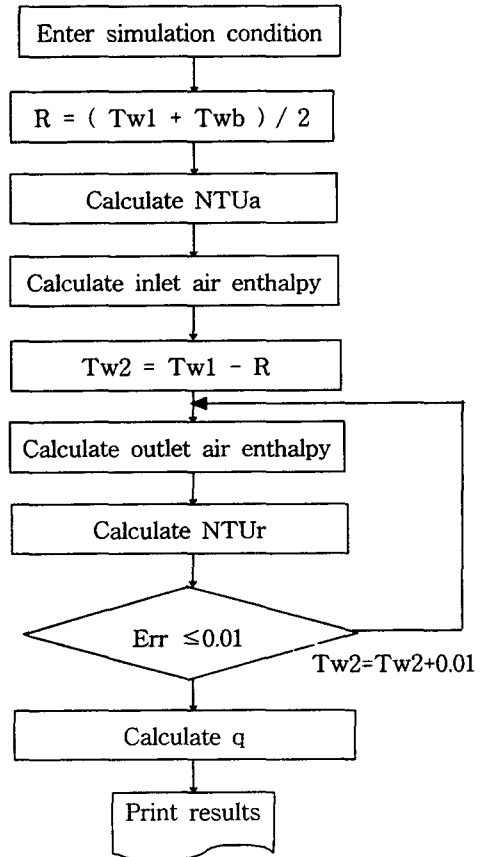 Enter simulation condition
R = ( Tw1 + Twb ) / 2
Calculate NTUa
Calculate inlet air enthalpy
Tw2 = Tw1 - R
Calculate outlet air enthalpy
Calculate NTUr
Err ≤0.01
Tw2=Tw2+0.01
Calculate q
Print results